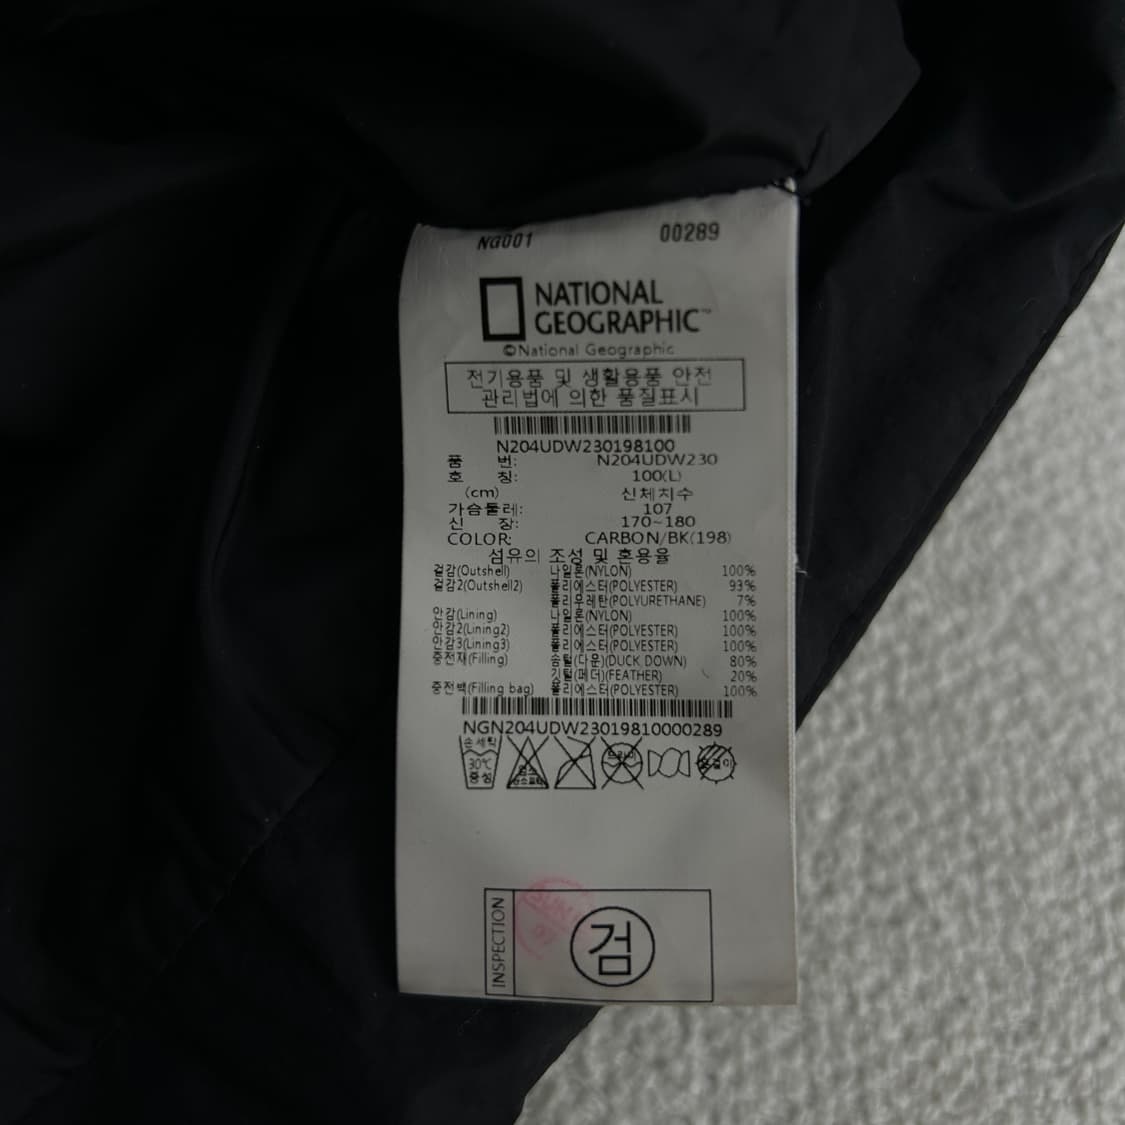 NG001 00289
NATIONAL
GEOGRAPHIC™
©National Geographic
전기용품 및 생활용품 안전
관리법에 의한 품질표시
N204UDW230198100
품 번: N204UDW230
호 칭: 100(L)
(cm) 신체치수
가슴둘레: 107
신 장: 170~180
COLOR: CARBON/BK(198)
섬유의 조성 및 혼용율
겉감(Outshell) 나일론(NYLON) 100%
겉감2(Outshell2) 폴리에스터(POLYESTER) 93%
폴리우레탄(POLYURETHANE) 7%
안감(Lining) 나일론(NYLON) 100%
안감2(Lining2) 폴리에스터(POLYESTER) 100%
안감3(Lining3) 폴리에스터(POLYESTER) 100%
충전재(Filling) 솜털(다운)(DUCK DOWN) 80%
깃털(페더)(FEATHER) 20%
충전백(Filling bag) 폴리에스터(POLYESTER) 100%
NGN204UDW23019810000289
손세탁
30℃
중성
드라이
옷걸이
INSPECTION
검